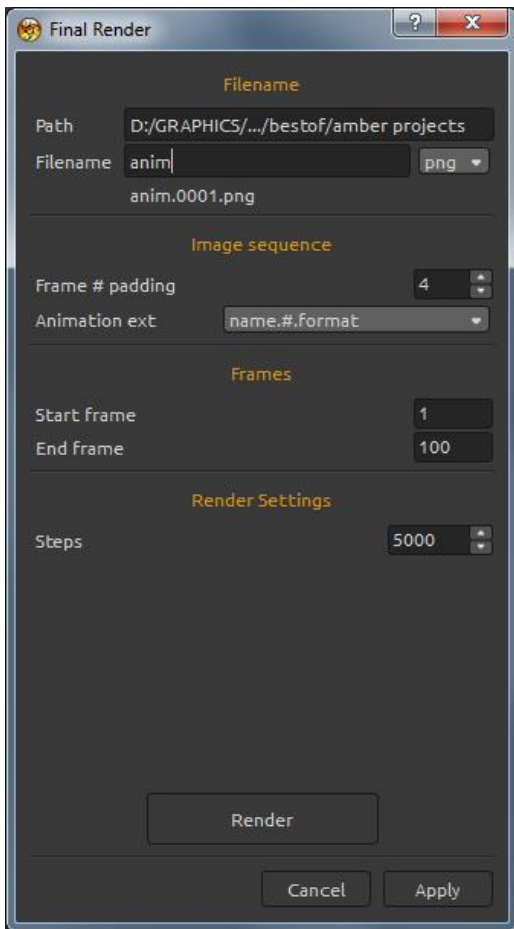 Final Render
?
X
Filename
Path D:/GRAPHICS/.../bestof/amber projects
Filename anim png
anim.0001.png
Image sequence
Frame # padding 4
Animation ext name.#.format
Frames
Start frame 1
End frame 100
Render Settings
Steps 5000
Render
Cancel Apply